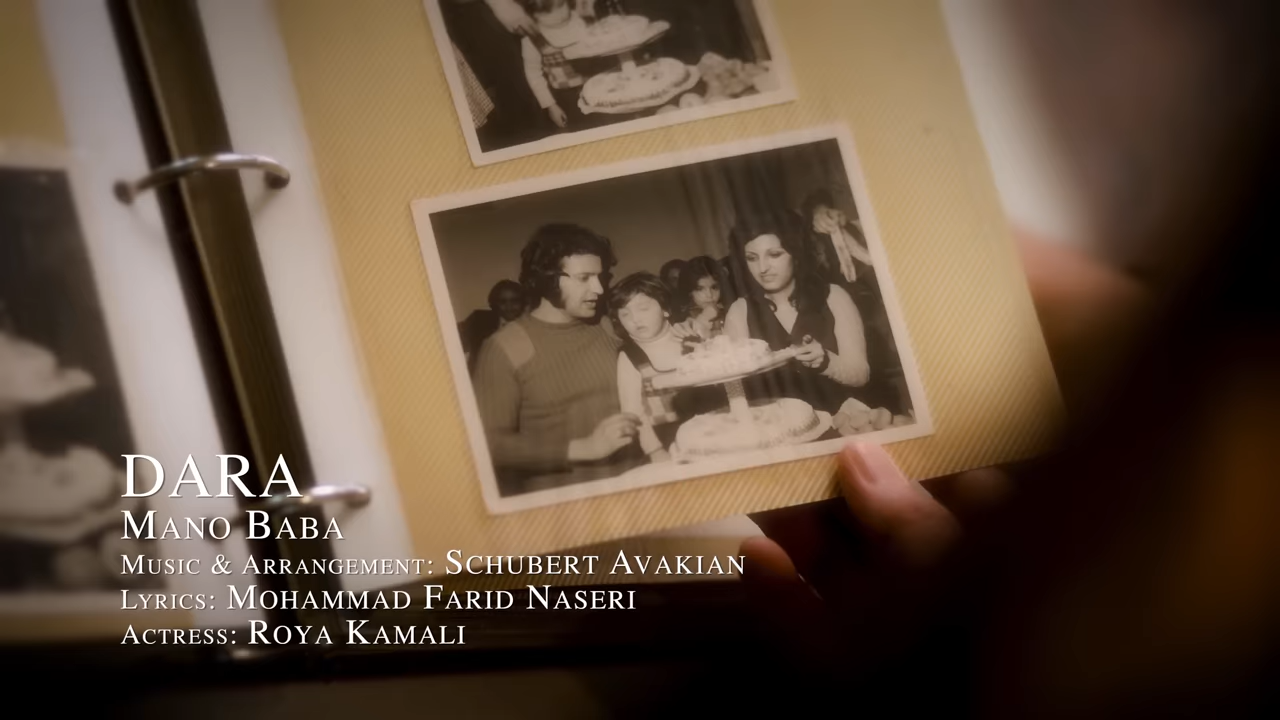 DARA
Mano Baba
Music & Arrangement: Schubert Avakian
Lyrics: Mohammad Farid Naseri
Actress: Roya Kamali